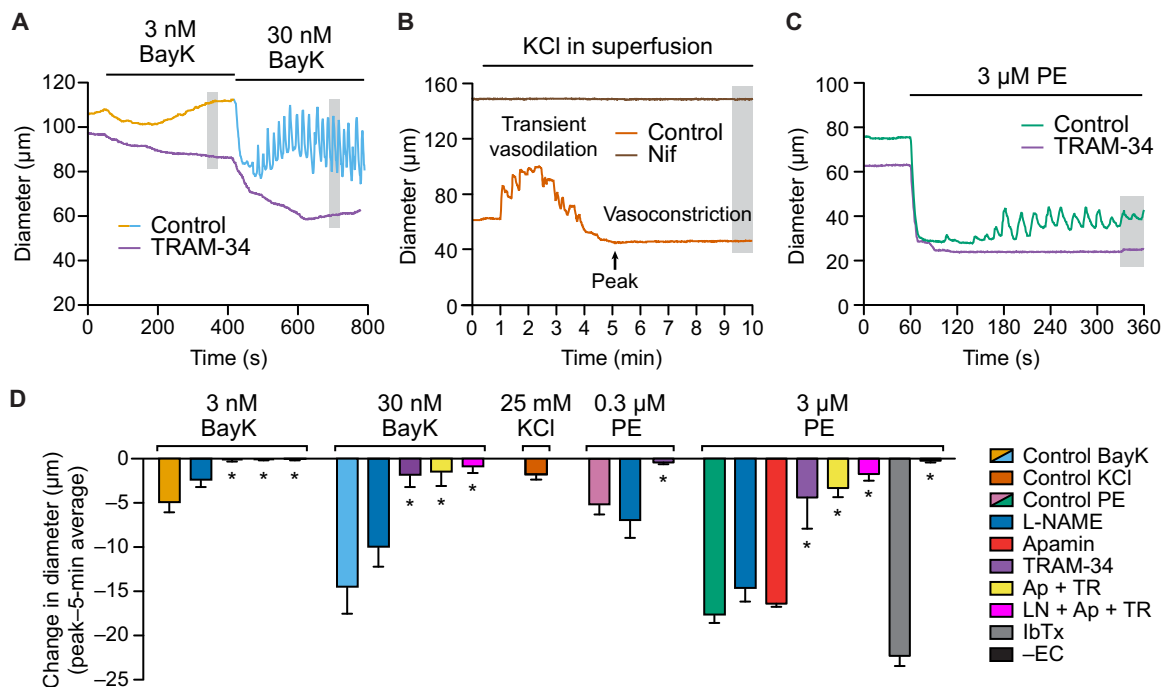 A
3 nM
BayK
30 nM
BayK
Diameter (µm)
120
100
80
60
40
20
Control
TRAM-34
0
200
400
600
800
Time (s)
B
KCl in superfusion
Diameter (µm)
160
120
80
40
0
Transient
vasodilation
Control
Nif
Vasoconstriction
Peak
0 1 2 3 4 5 6 7 8 9 10
Time (min)
C
3 µM PE
Diameter (µm)
100
80
60
40
20
0
Control
TRAM-34
0 60 120 180 240 300 360
Time (s)
D
3 nM
BayK
30 nM
BayK
25 mM
KCl
0.3 µM
PE
3 µM
PE
Change in diameter (µm)
(peak–5-min average)
0
–5
–10
–15
–20
–25
* * *
* * *
*
* * * *
Control BayK
Control KCl
Control PE
L-NAME
Apamin
TRAM-34
Ap + TR
LN + Ap + TR
IbTx
–EC